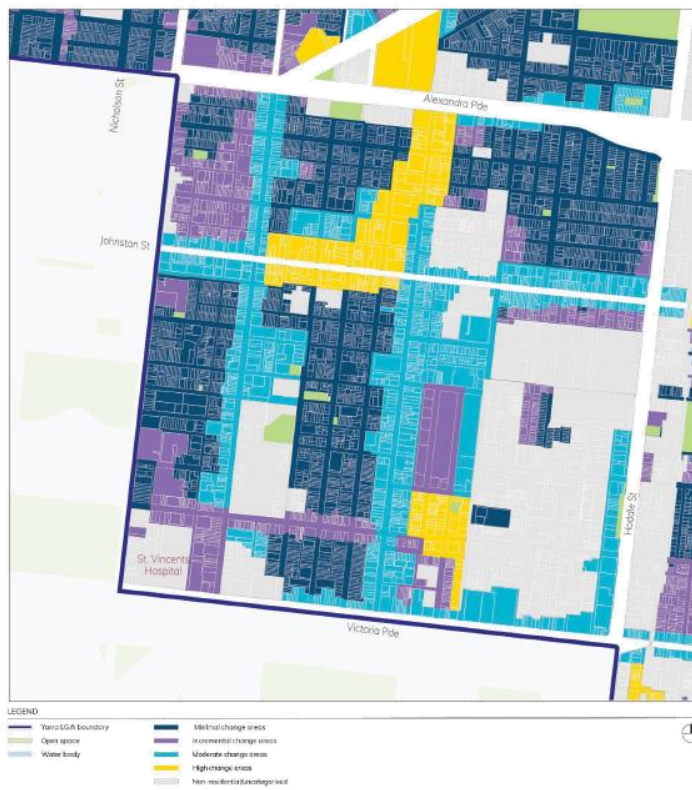 Alexandra Pde
Nicholson St.
Johnston St
Hoddle St
St. Vincents
Hospital
Victoria Pde
LEGEND
Yarra LGA boundary
Open space
Water body
Minimal change areas
Incremental change areas
Moderate change areas
High change areas
Non-residential/uncategorised